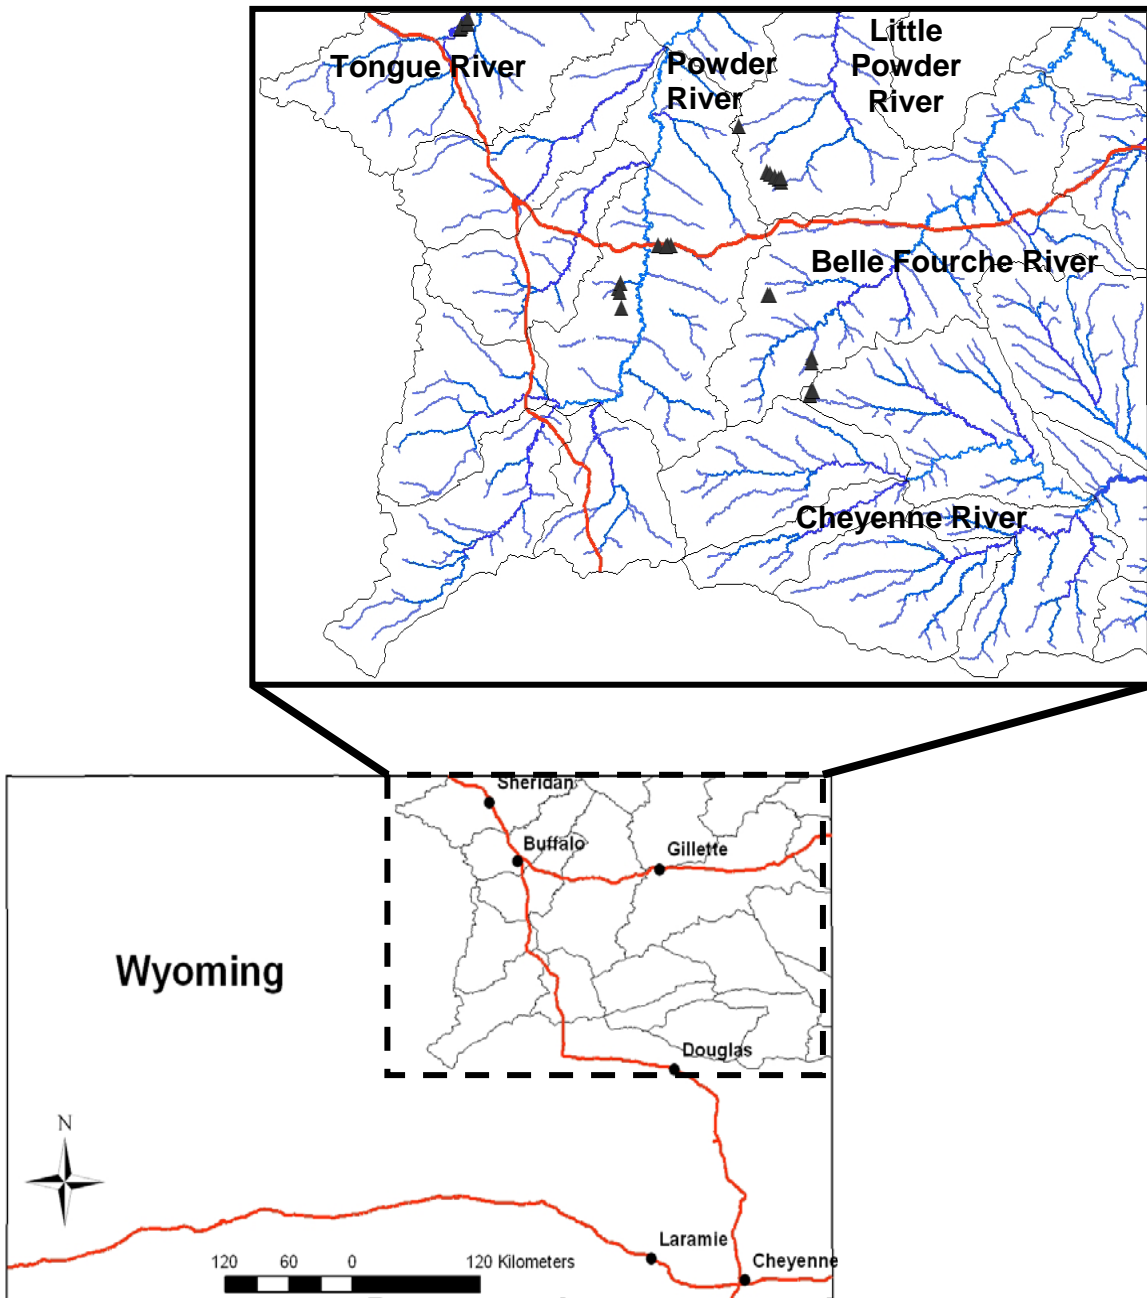 Little
Tongue River
Powder
River
Powder
River
Belle Fourche River
Cheyenne River
Sheridan
Buffalo
Gillette
Wyoming
Douglas
N
Laramie
Cheyenne
120 60 0 120 Kilometers